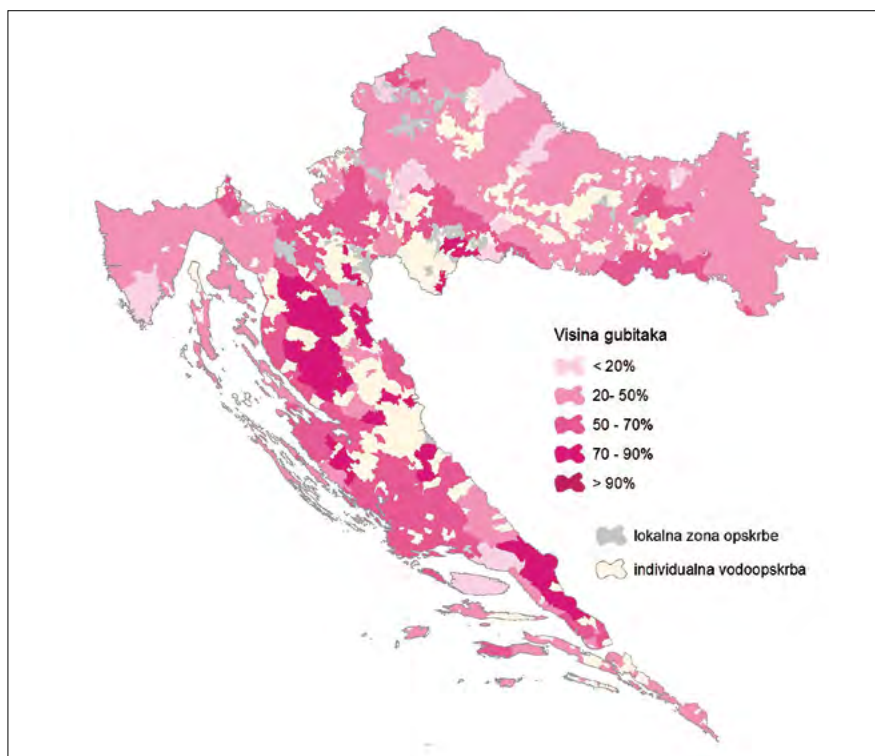 Visina gubitaka
< 20%
20- 50%
50 - 70%
70 - 90%
> 90%
lokalna zona opskrbe
individualna vodoopskrba